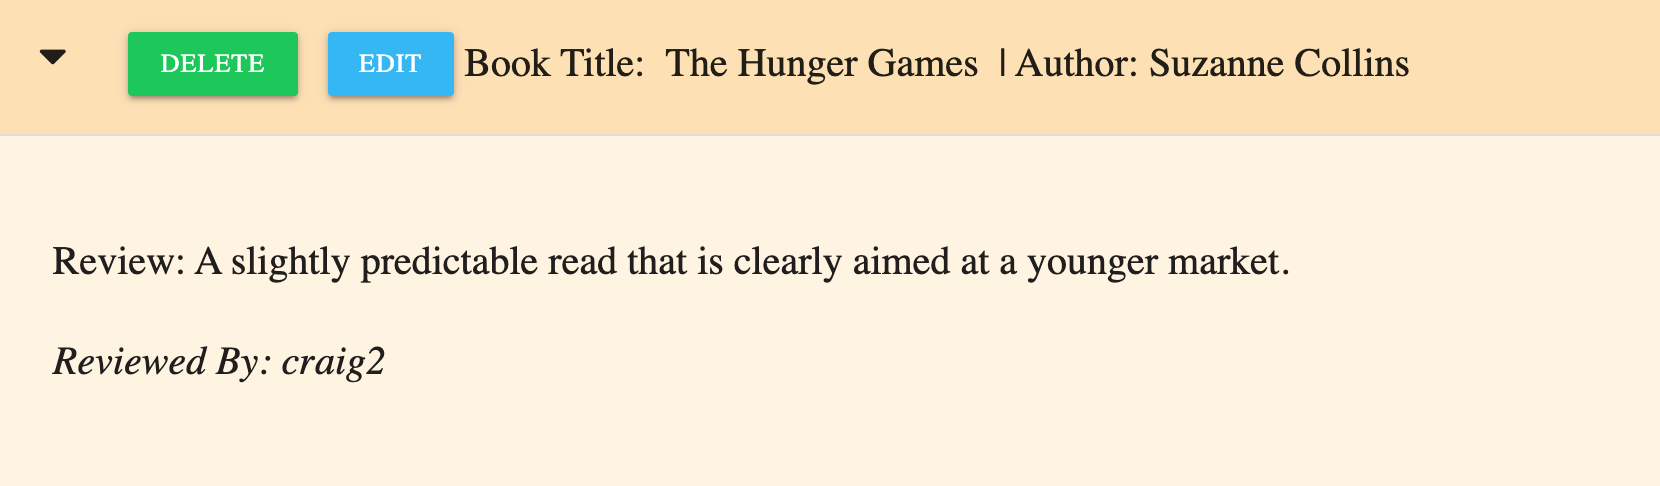 DELETE EDIT Book Title: The Hunger Games | Author: Suzanne Collins
Review: A slightly predictable read that is clearly aimed at a younger market.
Reviewed By: craig2